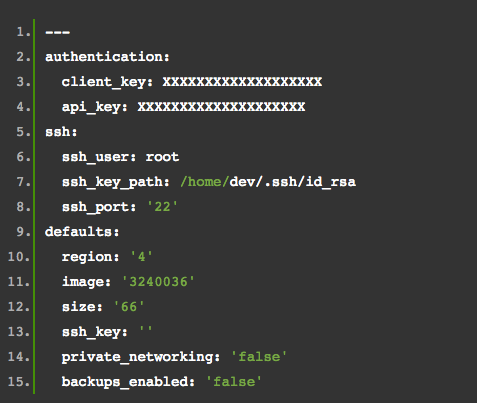 1. ---
2. authentication:
3.   client_key: XXXXXXXXXXXXXXXXXXX
4.   api_key: XXXXXXXXXXXXXXXXXXXX
5. ssh:
6.   ssh_user: root
7.   ssh_key_path: /home/dev/.ssh/id_rsa
8.   ssh_port: '22'
9. defaults:
10.   region: '4'
11.   image: '3240036'
12.   size: '66'
13.   ssh_key: ''
14.   private_networking: 'false'
15.   backups_enabled: 'false'